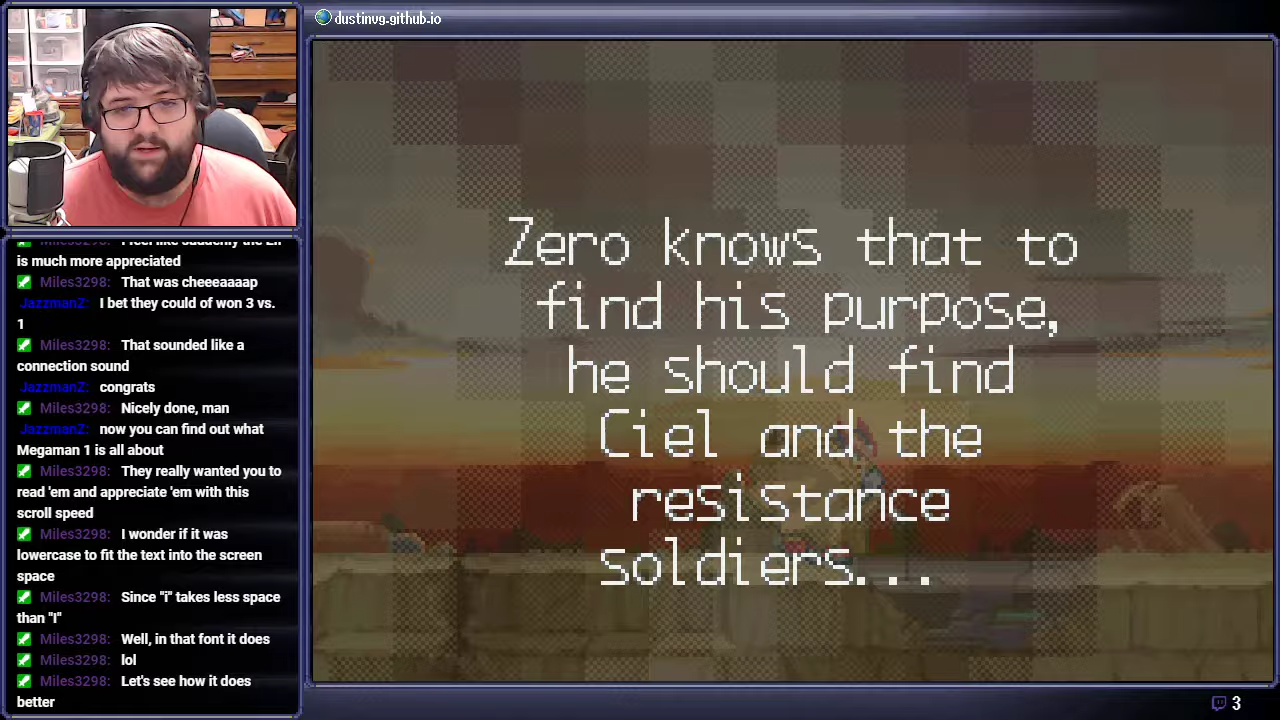 dustinvg.github.io
is much more appreciated
Miles3298: That was cheeeaaaap
JazzmanZ: I bet they could of won 3 vs.
1
Miles3298: That sounded like a
connection sound
JazzmanZ: congrats
Miles3298: Nicely done, man
JazzmanZ: now you can find out what
Megaman 1 is all about
Miles3298: They really wanted you to
read 'em and appreciate 'em with this
scroll speed
Miles3298: I wonder if it was
lowercase to fit the text into the screen
space
Miles3298: Since "i" takes less space
than "I"
Miles3298: Well, in that font it does
Miles3298: lol
Miles3298: Let's see how it does
better
Zero knows that to
find his purpose,
he should find
Ciel and the
resistance
soldiers...
3